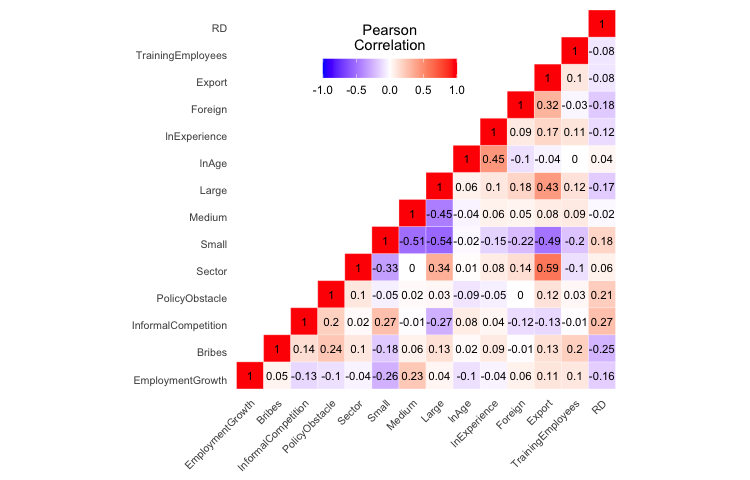 Pearson
Correlation
-1.0 -0.5 0.0 0.5 1.0
RD 1
TrainingEmployees 1 -0.08
Export 1 0.1 -0.08
Foreign 1 0.32 -0.03 -0.18
lnExperience 1 0.09 0.17 0.11 -0.12
lnAge 1 0.45 -0.1 -0.04 0 0.04
Large 1 0.06 0.1 0.18 0.43 0.12 -0.17
Medium 1 -0.45 -0.04 0.06 0.05 0.08 0.09 -0.02
Small 1 -0.51 -0.54 -0.02 -0.15 -0.22 -0.49 -0.2 0.18
Sector 1 -0.33 0 0.34 0.01 0.08 0.14 0.59 -0.1 0.06
PolicyObstacle 1 0.1 -0.05 0.02 0.03 -0.09 -0.05 0 0.12 0.03 0.21
InformalCompetition 1 0.2 0.02 0.27 -0.01 -0.27 0.08 0.04 -0.12 -0.13 -0.01 0.27
Bribes 1 0.14 0.24 0.1 -0.18 0.06 0.13 0.02 0.09 -0.01 0.13 0.2 -0.25
EmploymentGrowth 1 0.05 -0.13 -0.1 -0.04 -0.26 0.23 0.04 -0.1 -0.04 0.06 0.11 0.1 -0.16
EmploymentGrowth
Bribes
InformalCompetition
PolicyObstacle
Sector
Small
Medium
Large
lnAge
lnExperience
Foreign
Export
TrainingEmployees
RD